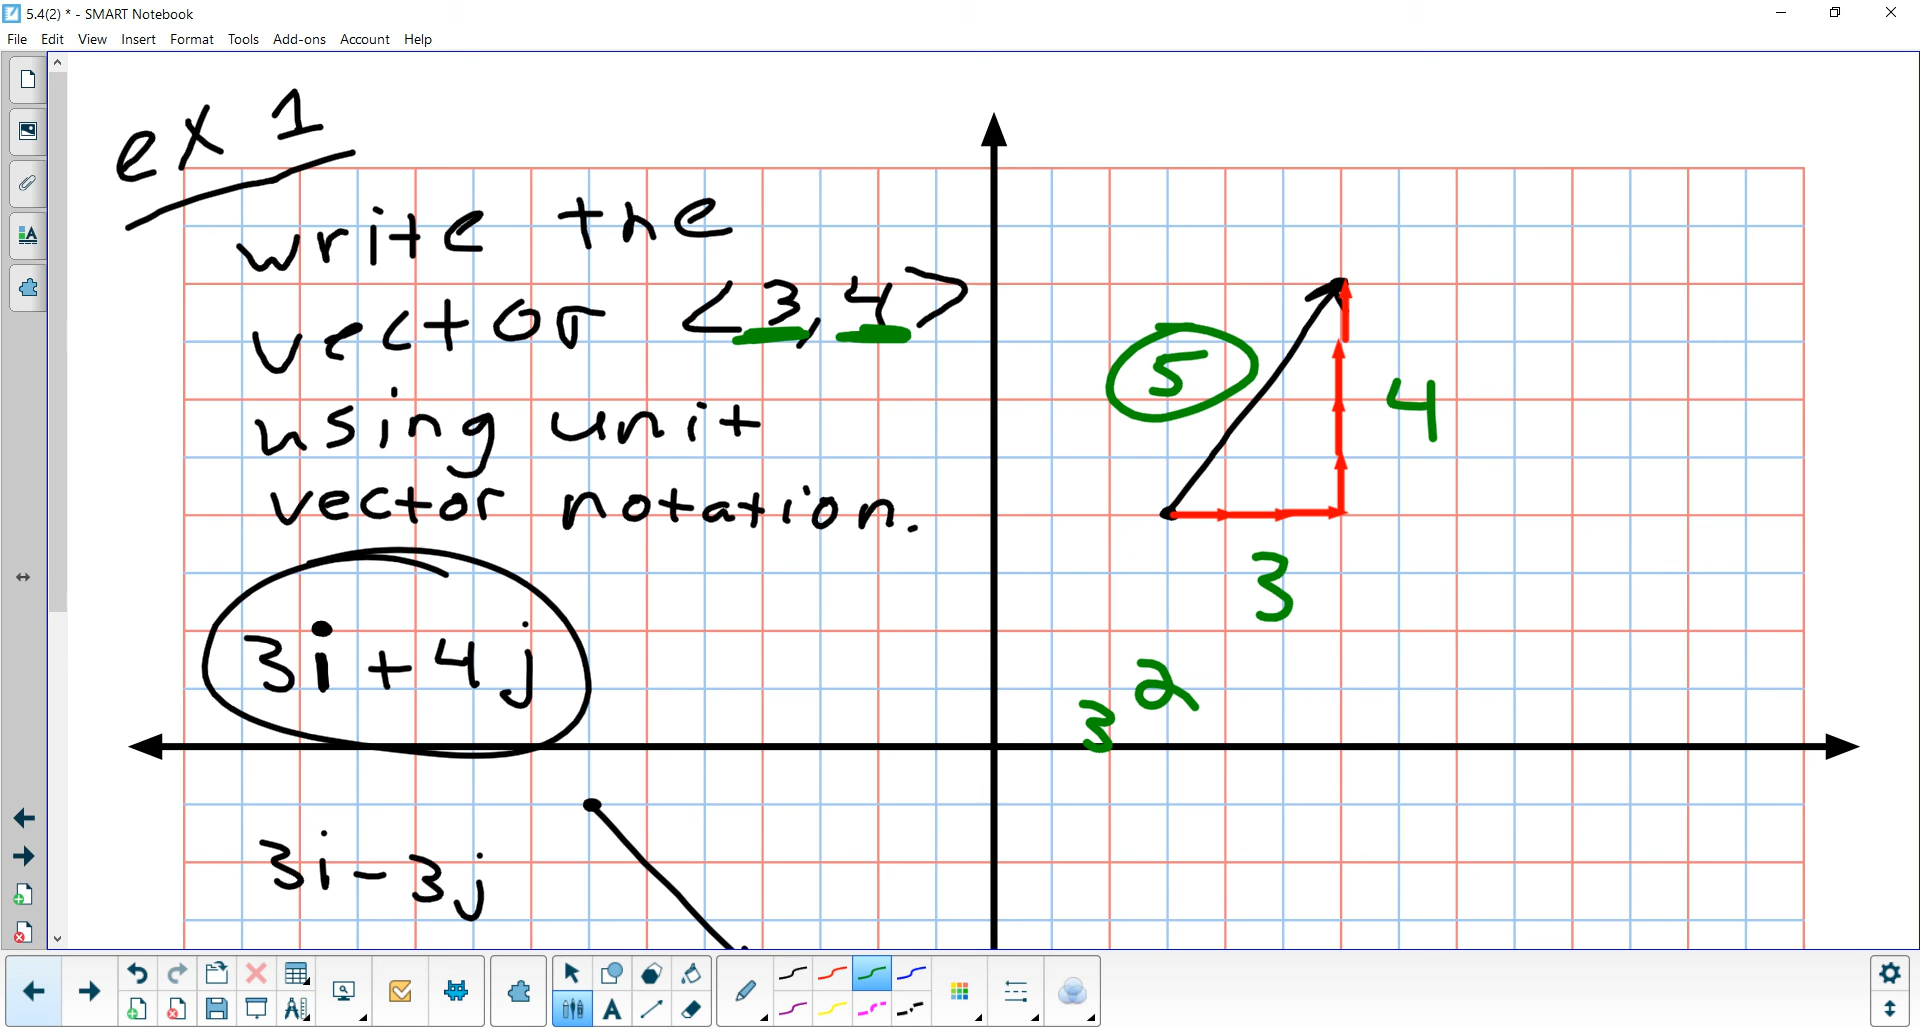 5.4(2) * - SMART Notebook
File Edit View Insert Format Tools Add-ons Account Help
ex 1
write the
vector <3, 4>
using unit
vector notation.
3i + 4j
3i - 3j
5
4
3
3²